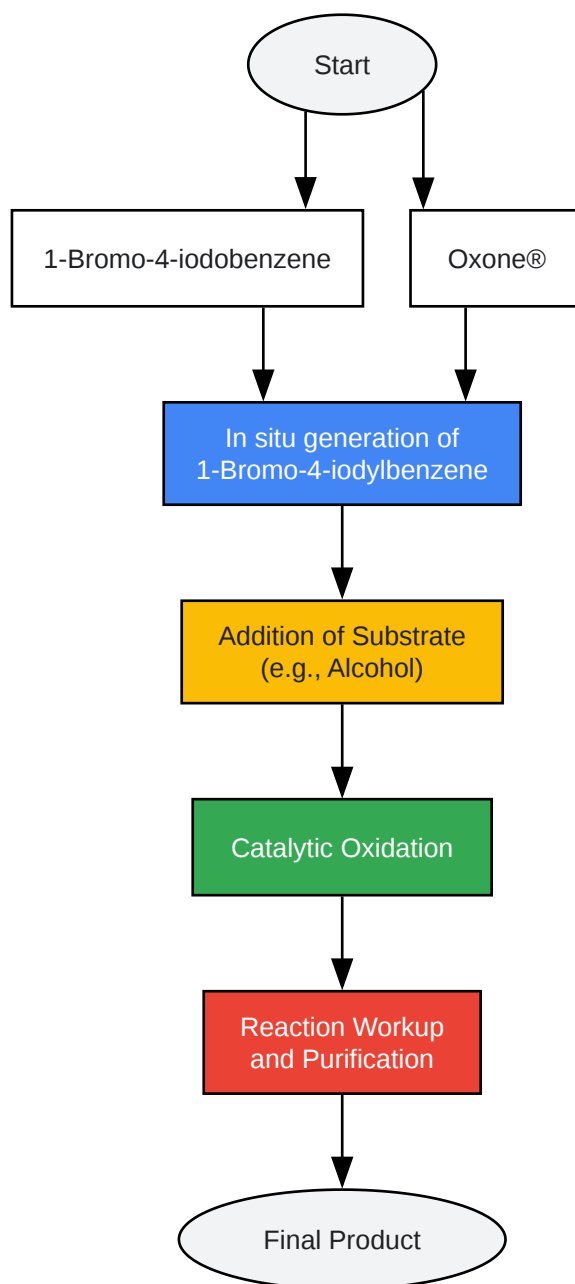 Start
1-Bromo-4-iodobenzene
Oxone®
In situ generation of
1-Bromo-4-iodylbenzene
Addition of Substrate
(e.g., Alcohol)
Catalytic Oxidation
Reaction Workup
and Purification
Final Product